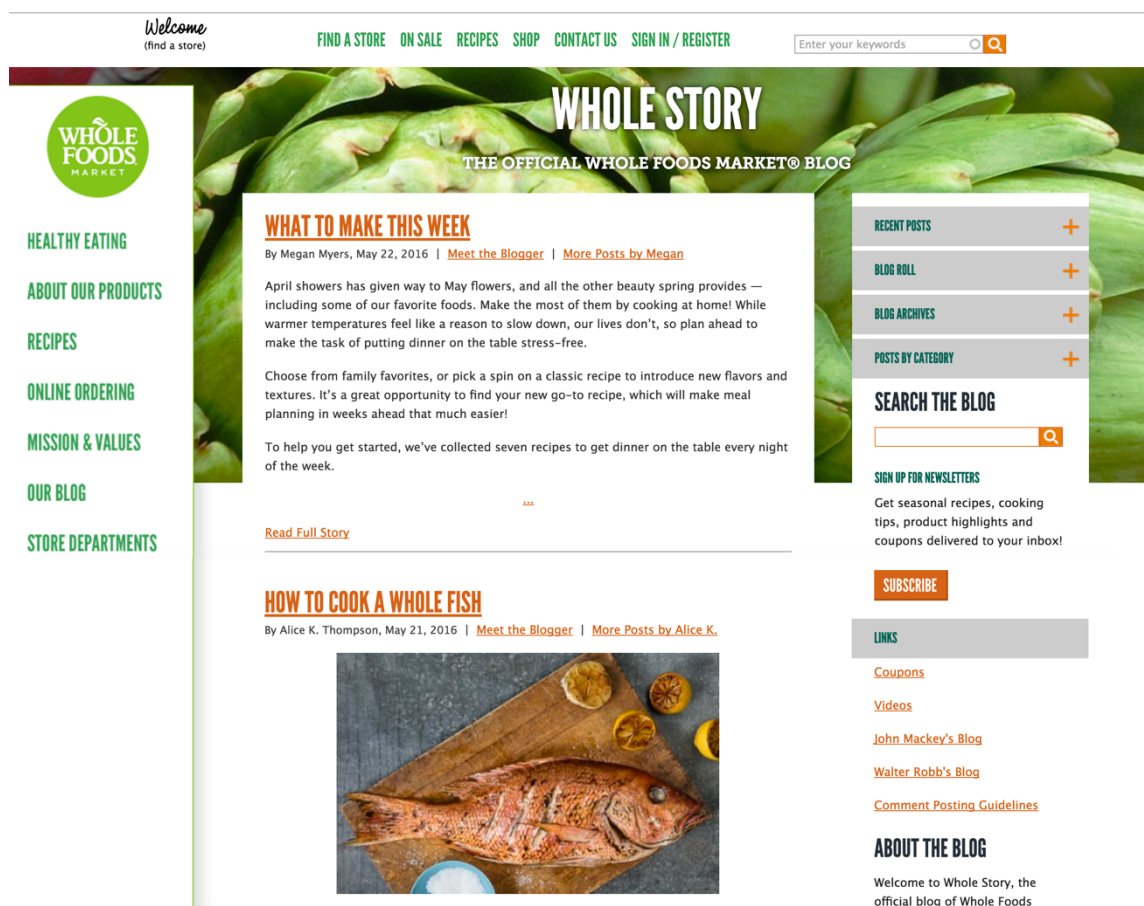 Welcome
(find a store)
FIND A STORE ON SALE RECIPES SHOP CONTACT US SIGN IN / REGISTER
Enter your keywords
WHOLE
FOODS
MARKET
HEALTHY EATING
ABOUT OUR PRODUCTS
RECIPES
ONLINE ORDERING
MISSION & VALUES
OUR BLOG
STORE DEPARTMENTS
WHOLE STORY
THE OFFICIAL WHOLE FOODS MARKET® BLOG
WHAT TO MAKE THIS WEEK
By Megan Myers, May 22, 2016 | Meet the Blogger | More Posts by Megan
April showers has given way to May flowers, and all the other beauty spring provides —
including some of our favorite foods. Make the most of them by cooking at home! While
warmer temperatures feel like a reason to slow down, our lives don’t, so plan ahead to
make the task of putting dinner on the table stress-free.
Choose from family favorites, or pick a spin on a classic recipe to introduce new flavors and
textures. It’s a great opportunity to find your new go-to recipe, which will make meal
planning in weeks ahead that much easier!
To help you get started, we’ve collected seven recipes to get dinner on the table every night
of the week.
...
Read Full Story
HOW TO COOK A WHOLE FISH
By Alice K. Thompson, May 21, 2016 | Meet the Blogger | More Posts by Alice K.
RECENT POSTS
BLOG ROLL
BLOG ARCHIVES
POSTS BY CATEGORY
SEARCH THE BLOG
SIGN UP FOR NEWSLETTERS
Get seasonal recipes, cooking
tips, product highlights and
coupons delivered to your inbox!
SUBSCRIBE
LINKS
Coupons
Videos
John Mackey's Blog
Walter Robb's Blog
Comment Posting Guidelines
ABOUT THE BLOG
Welcome to Whole Story, the
official blog of Whole Foods